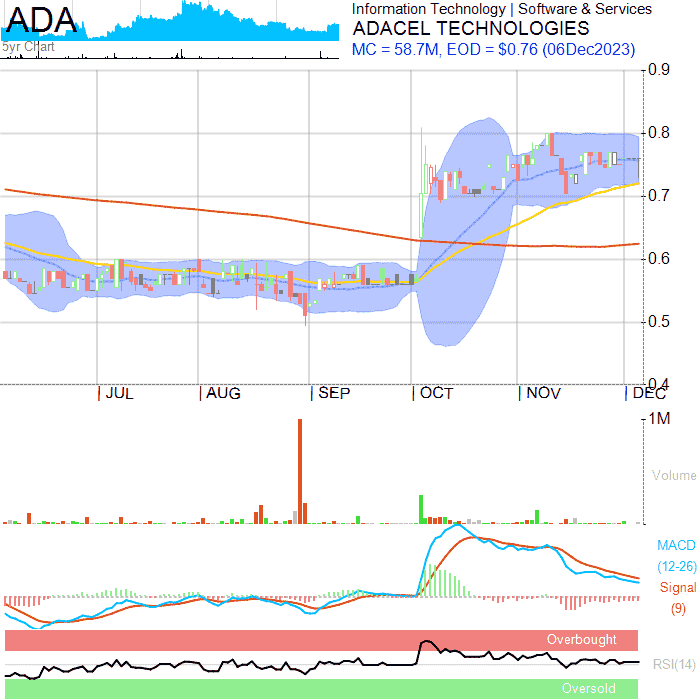 ADA
5yr Chart
Information Technology | Software & Services
ADACEL TECHNOLOGIES
MC = 58.7M, EOD = $0.76 (06Dec2023)
0.9
0.8
0.7
0.6
0.5
0.4
JUL AUG SEP OCT NOV DEC
1M
Volume
MACD
(12-26)
Signal
(9)
Overbought
RSI(14)
Oversold